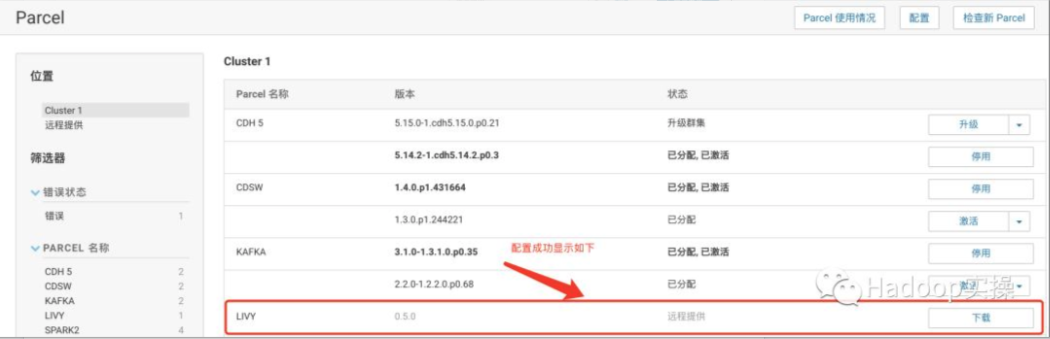 Parcel
Parcel 使用情况 配置 检查新 Parcel
位置
Cluster 1
远程提供
筛选器
错误状态
错误 1
PARCEL 名称
CDH 5 2
CDSW 2
KAFKA 2
LIVY 1
SPARK2 4
Cluster 1
Parcel 名称 版本 状态
CDH 5 5.15.0-1.cdh5.15.0.p0.21 升级群集 升级
5.14.2-1.cdh5.14.2.p0.3 已分配, 已激活 停用
CDSW 1.4.0.p1.431664 已分配, 已激活 停用
1.3.0.p1.244221 已分配 激活
配置成功显示如下
KAFKA 3.1.0-1.3.1.0.p0.35 已分配, 已激活 停用
2.2.0-1.2.2.0.p0.68 已分配 激活
Hadoop实操
LIVY 0.5.0 远程提供 下载